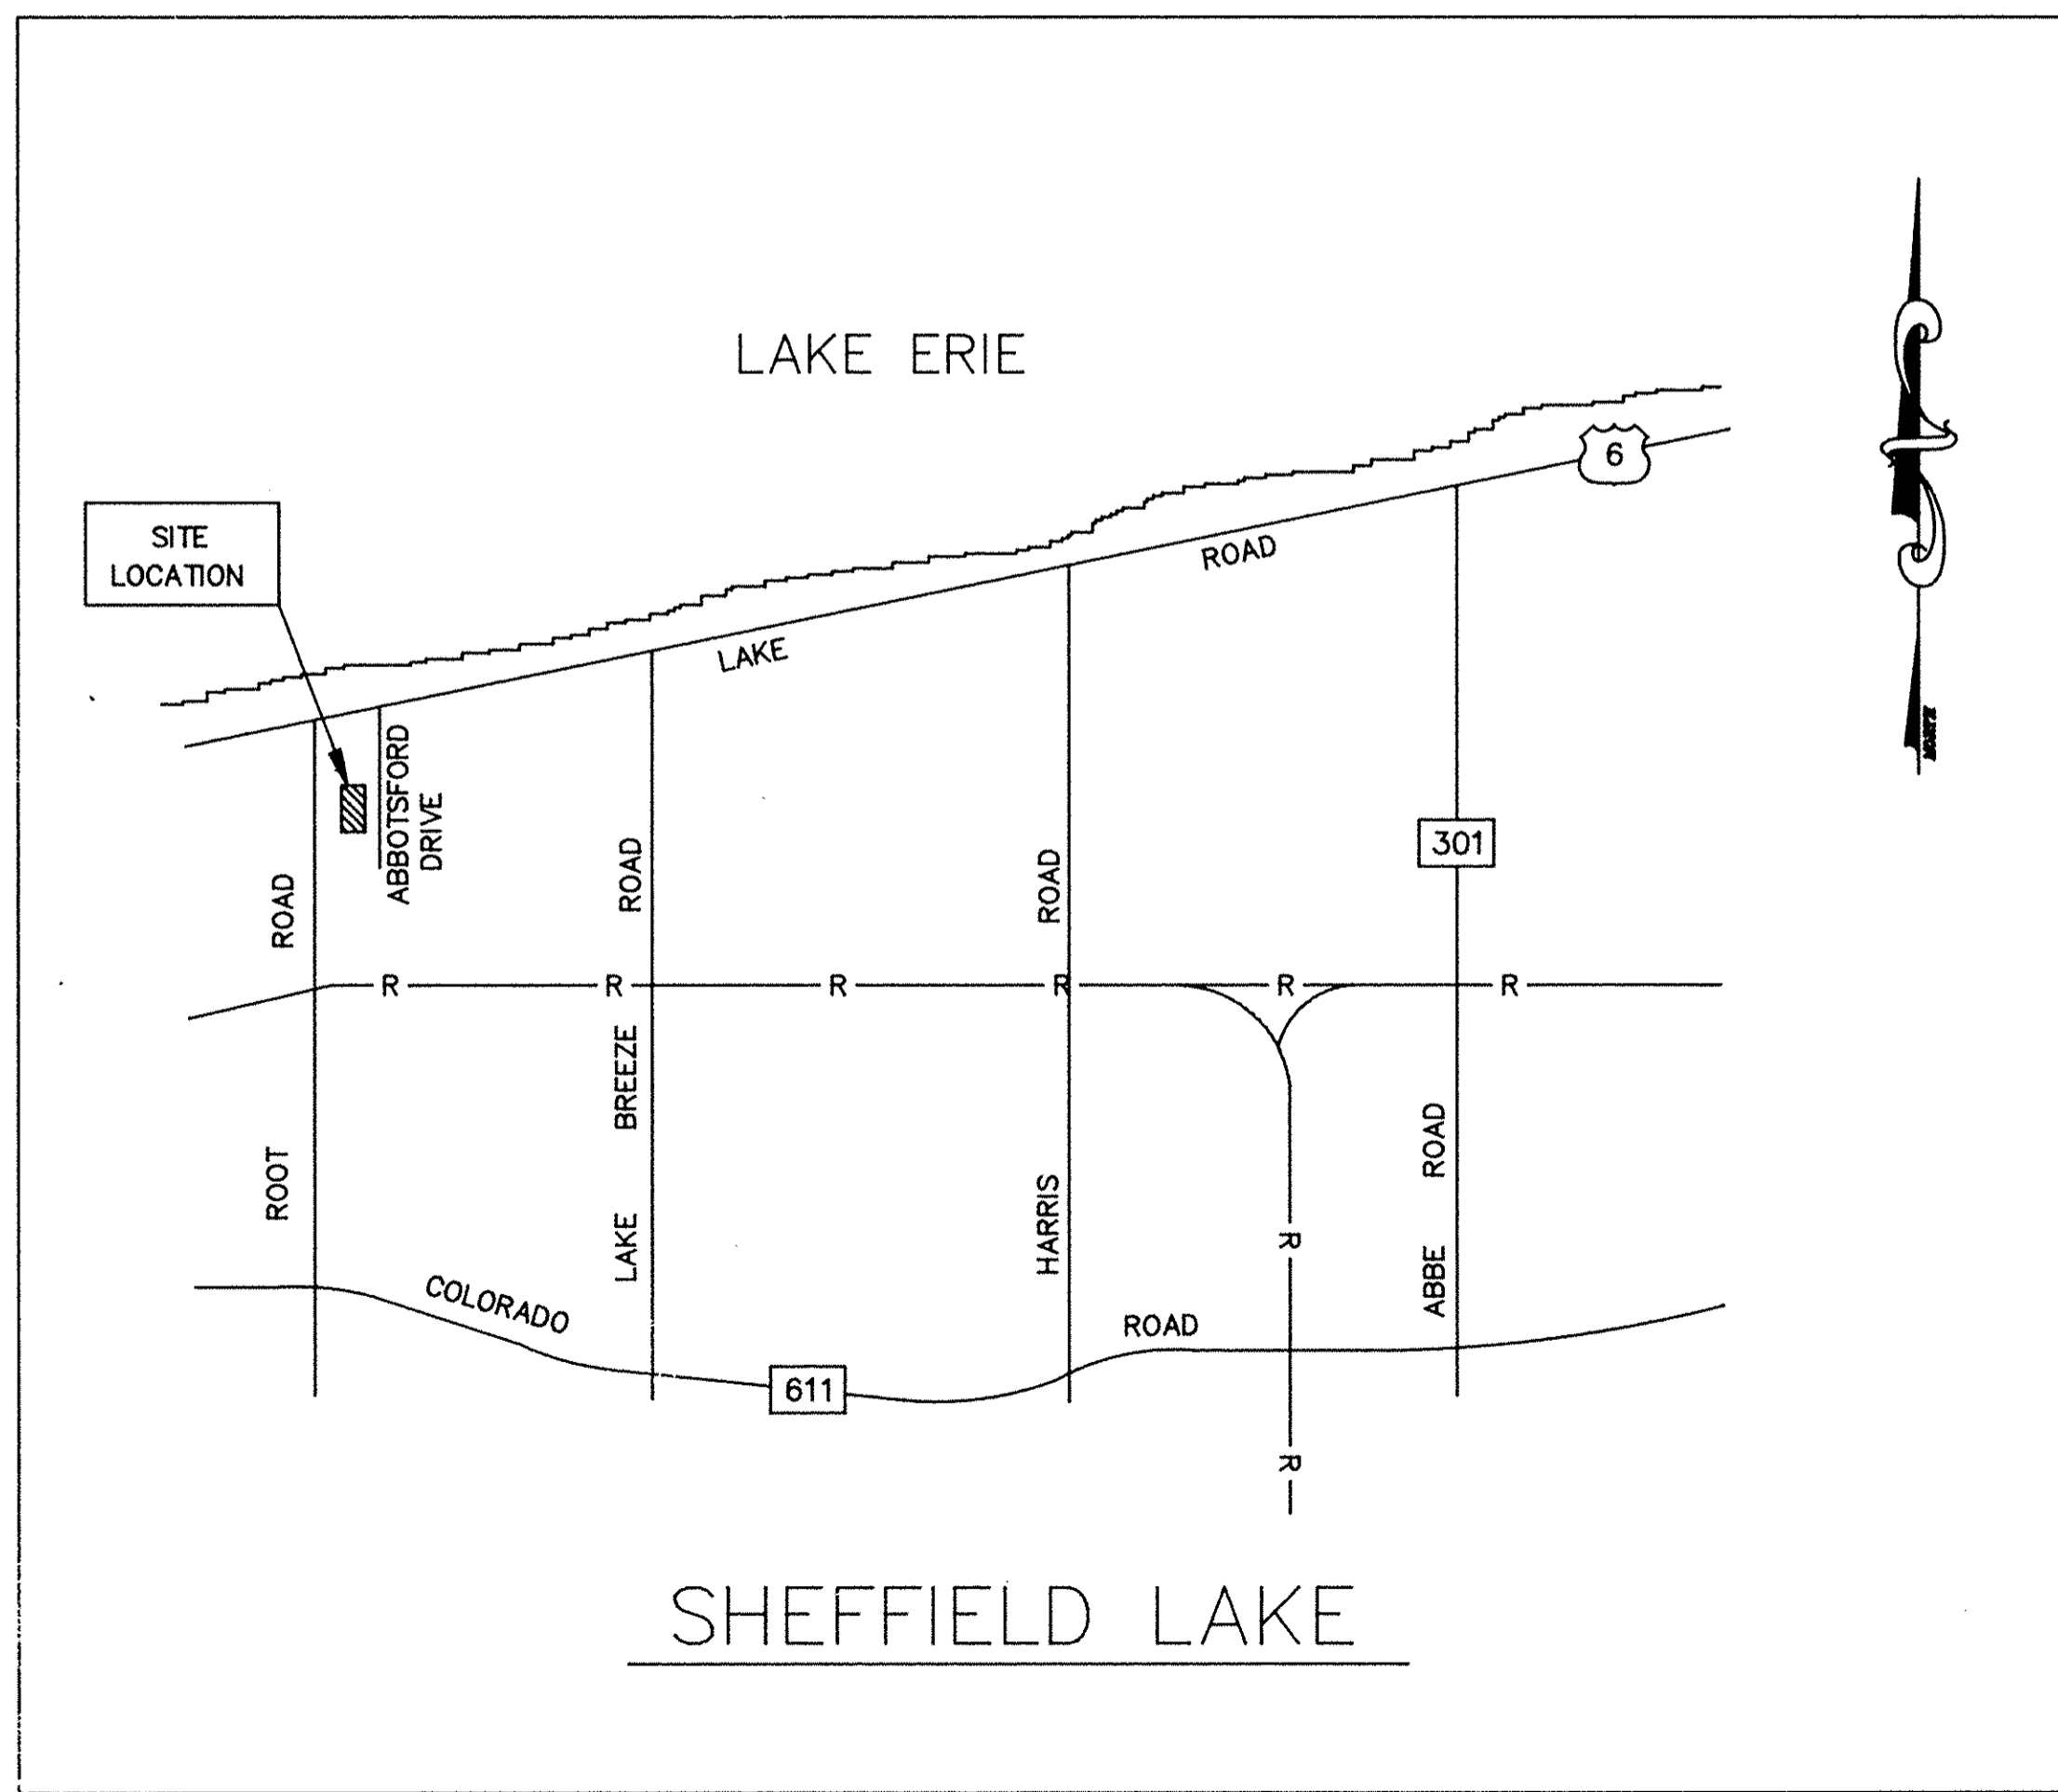 LAKE ERIE
6
SITE
LOCATION
ROAD
LAKE
NORTH
ABBOTSFORD
DRIVE
301
ROAD
ROAD
ROAD
R R R R R R
LAKE BREEZE
ROOT
HARRIS
ABBE ROAD
R
COLORADO
ROAD
611
R
SHEFFIELD LAKE